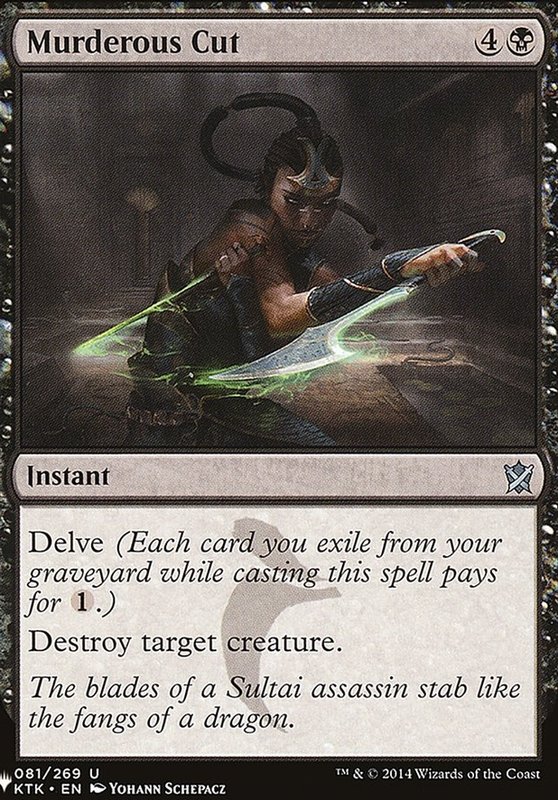 Murderous Cut 4
Instant
Delve (Each card you exile from your
graveyard while casting this spell pays
for 1.)
Destroy target creature.
The blades of a Sultai assassin stab like
the fangs of a dragon.
081/269 U
KTK • EN Yohann Schepacz
™ & © 2014 Wizards of the Coast